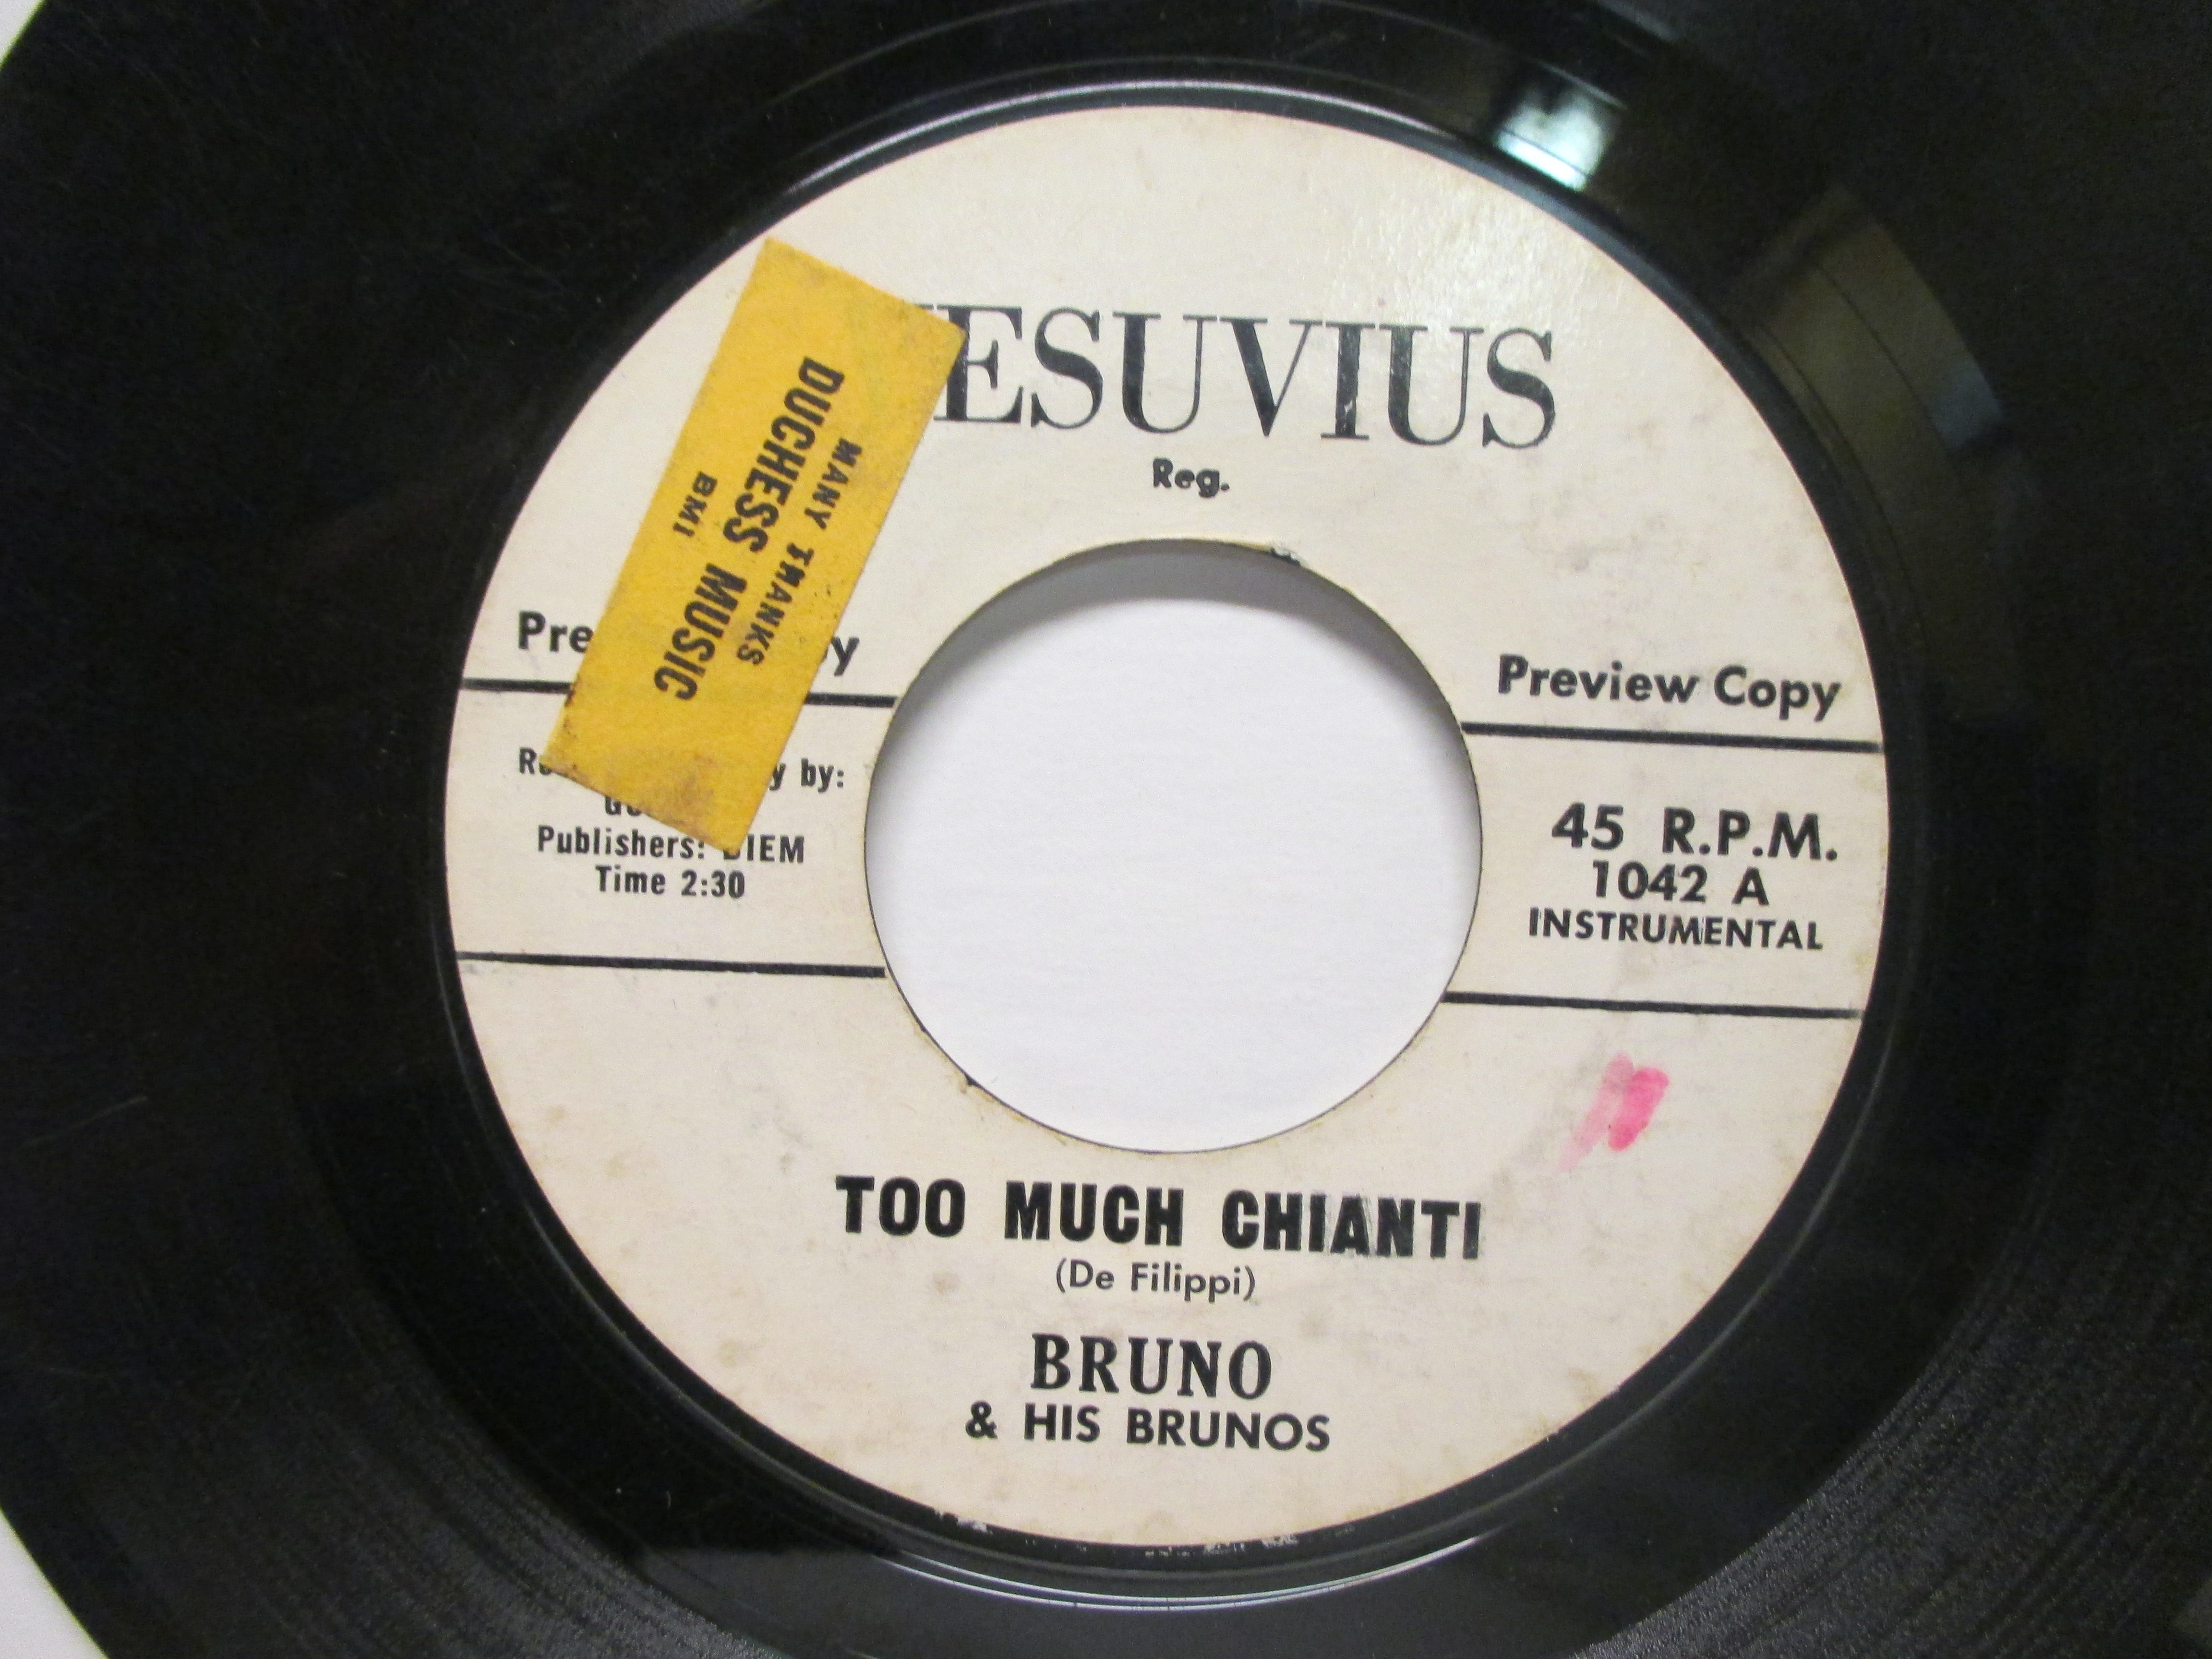 ESUVIUS
Reg.
MANY THANKS
DUCHESS MUSIC
BMI
Preview Copy
by:
Publishers: BIEM
Time 2:30
45 R.P.M.
1042 A
INSTRUMENTAL
TOO MUCH CHIANTI
(De Filippi)
BRUNO
& HIS BRUNOS